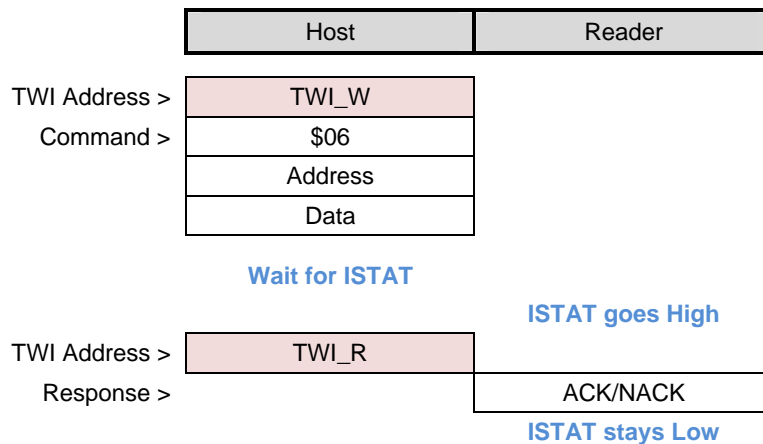 Host Reader
TWI Address > TWI_W
Command > $06
Address
Data
Wait for ISTAT
ISTAT goes High
TWI Address > TWI_R
Response > ACK/NACK
ISTAT stays Low